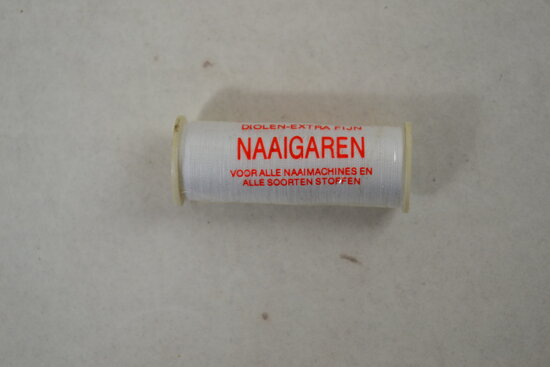 DIOLEN-EXTRA FIJN
NAAIGAREN
VOOR ALLE NAAIMACHINES EN
ALLE SOORTEN STOFFEN